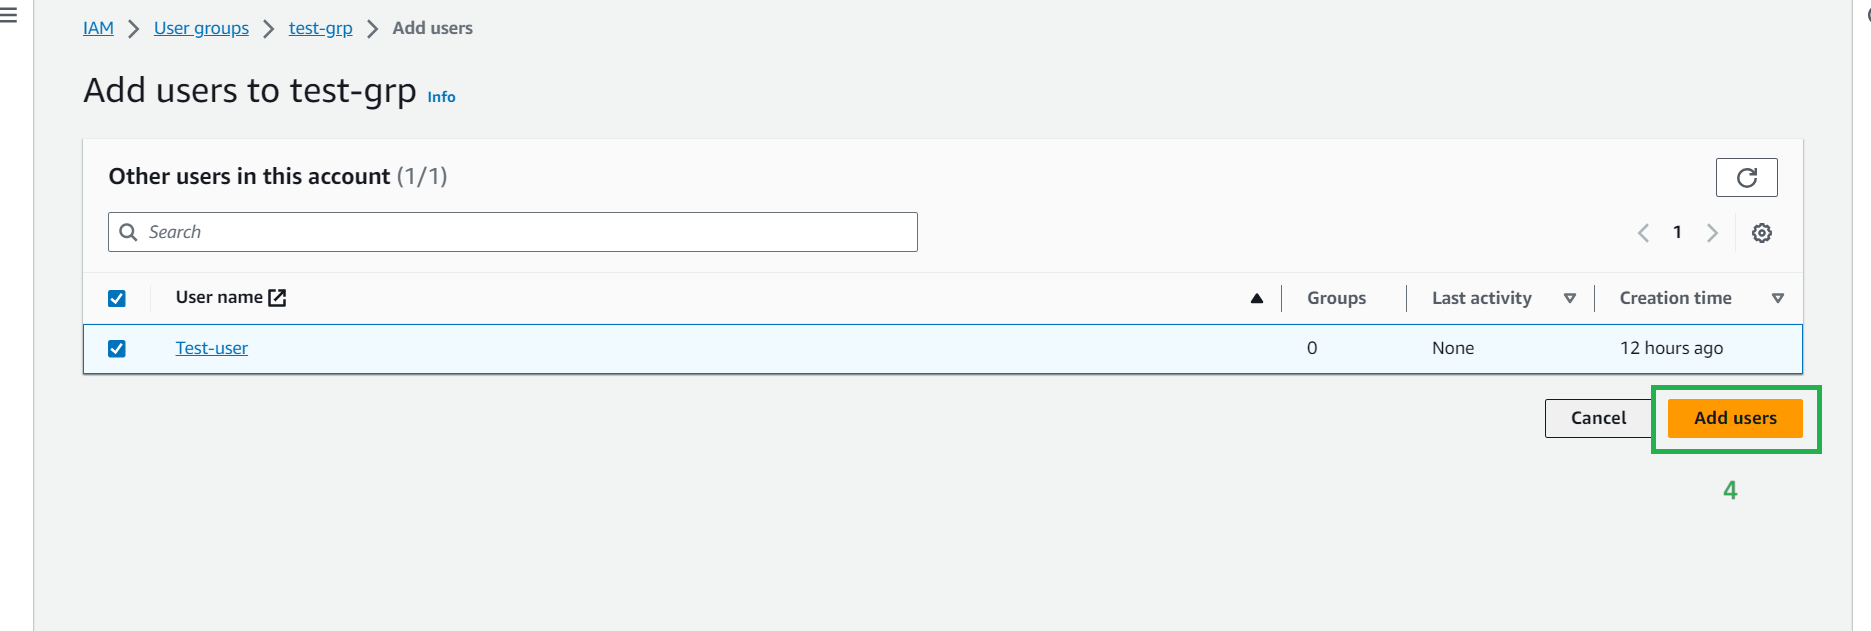 IAM > User groups > test-grp > Add users
Add users to test-grp Info
Other users in this account (1/1)
Search
1
User name Groups Last activity Creation time
Test-user 0 None 12 hours ago
Cancel Add users
4